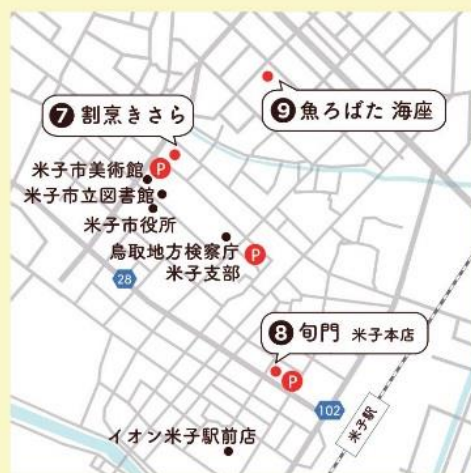 ❾魚ろばた 海座
❼割烹きさら
米子市美術館
P
米子市立図書館
米子市役所
鳥取地方検察庁
米子支部
P
28
❽旬門 米子本店
P
102
米子駅
イオン米子駅前店